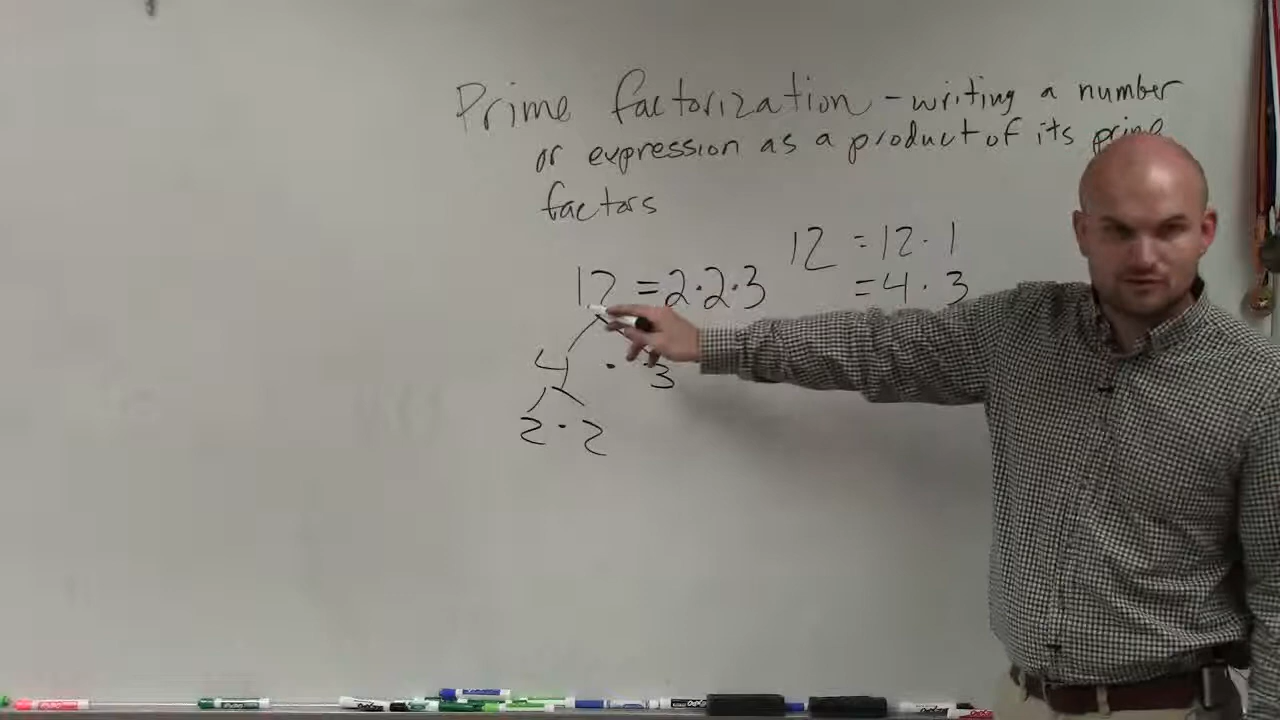 Prime factorization - writing a number
or expression as a product of its prime
factors
12 = 12 · 1
12 = 2·2·3
= 4 · 3
4 · 3
2 · 2